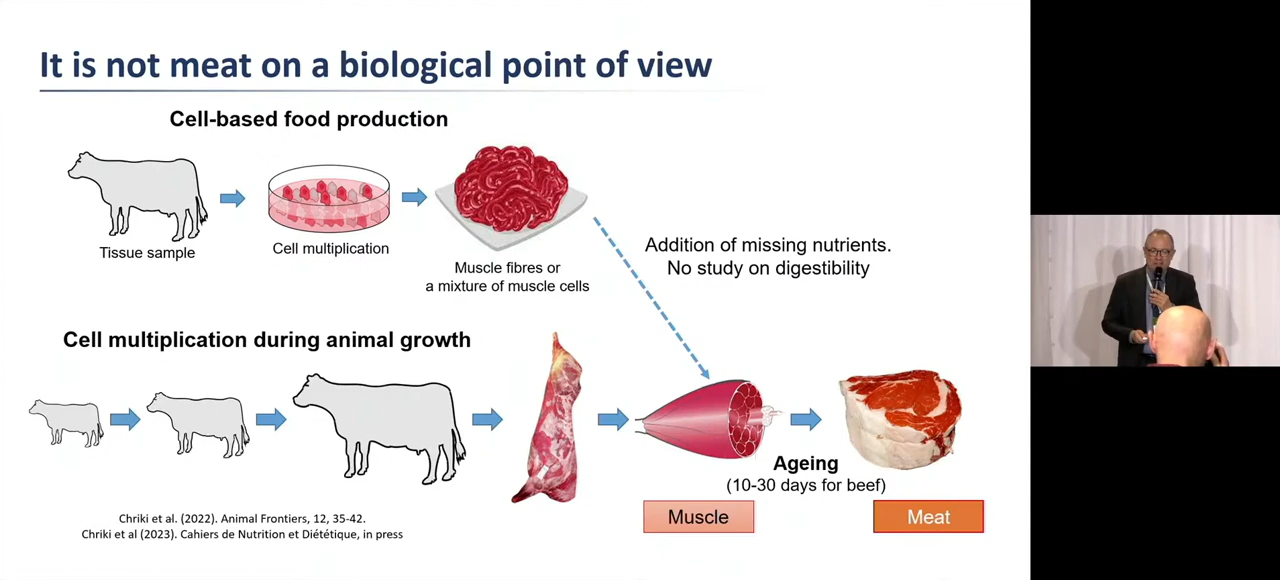 It is not meat on a biological point of view
Cell-based food production
Tissue sample
Cell multiplication
Muscle fibres or
a mixture of muscle cells
Addition of missing nutrients.
No study on digestibility
Cell multiplication during animal growth
Ageing
(10-30 days for beef)
Muscle
Meat
Chriki et al. (2022). Animal Frontiers, 12, 35-42.
Chriki et al (2023). Cahiers de Nutrition et Diététique, in press